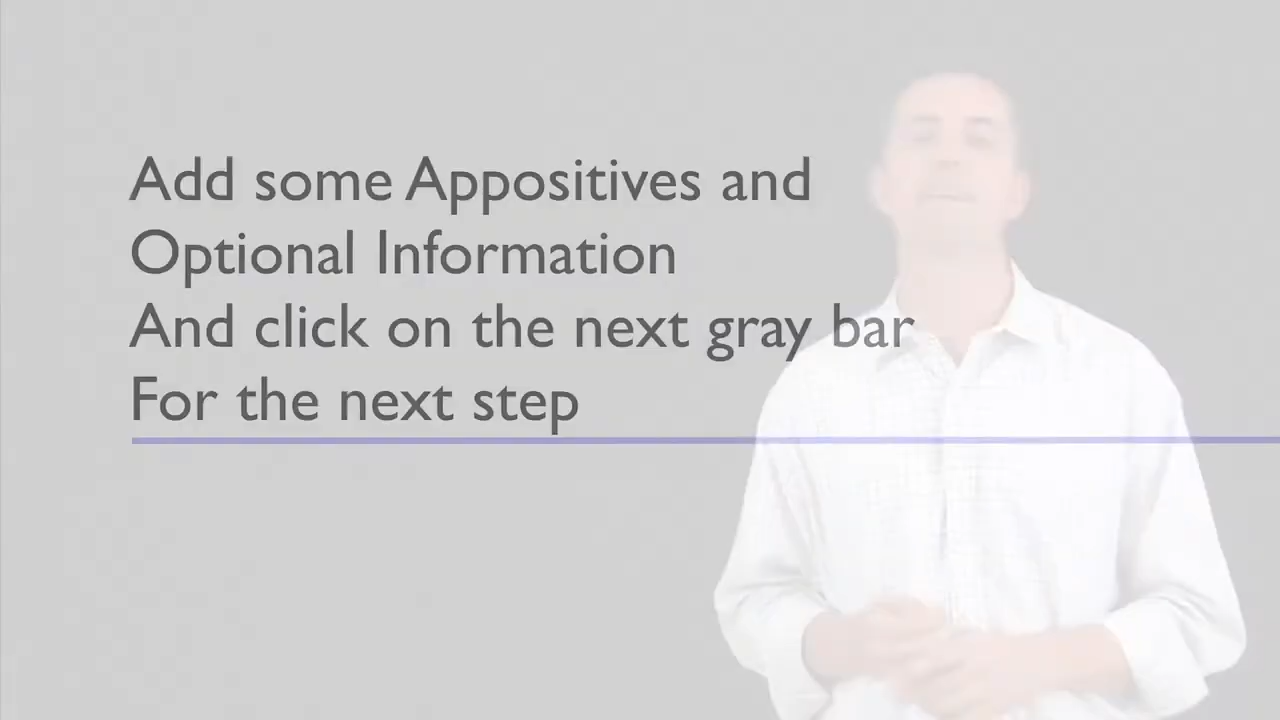 Add some Appositives and
Optional Information
And click on the next gray bar
For the next step